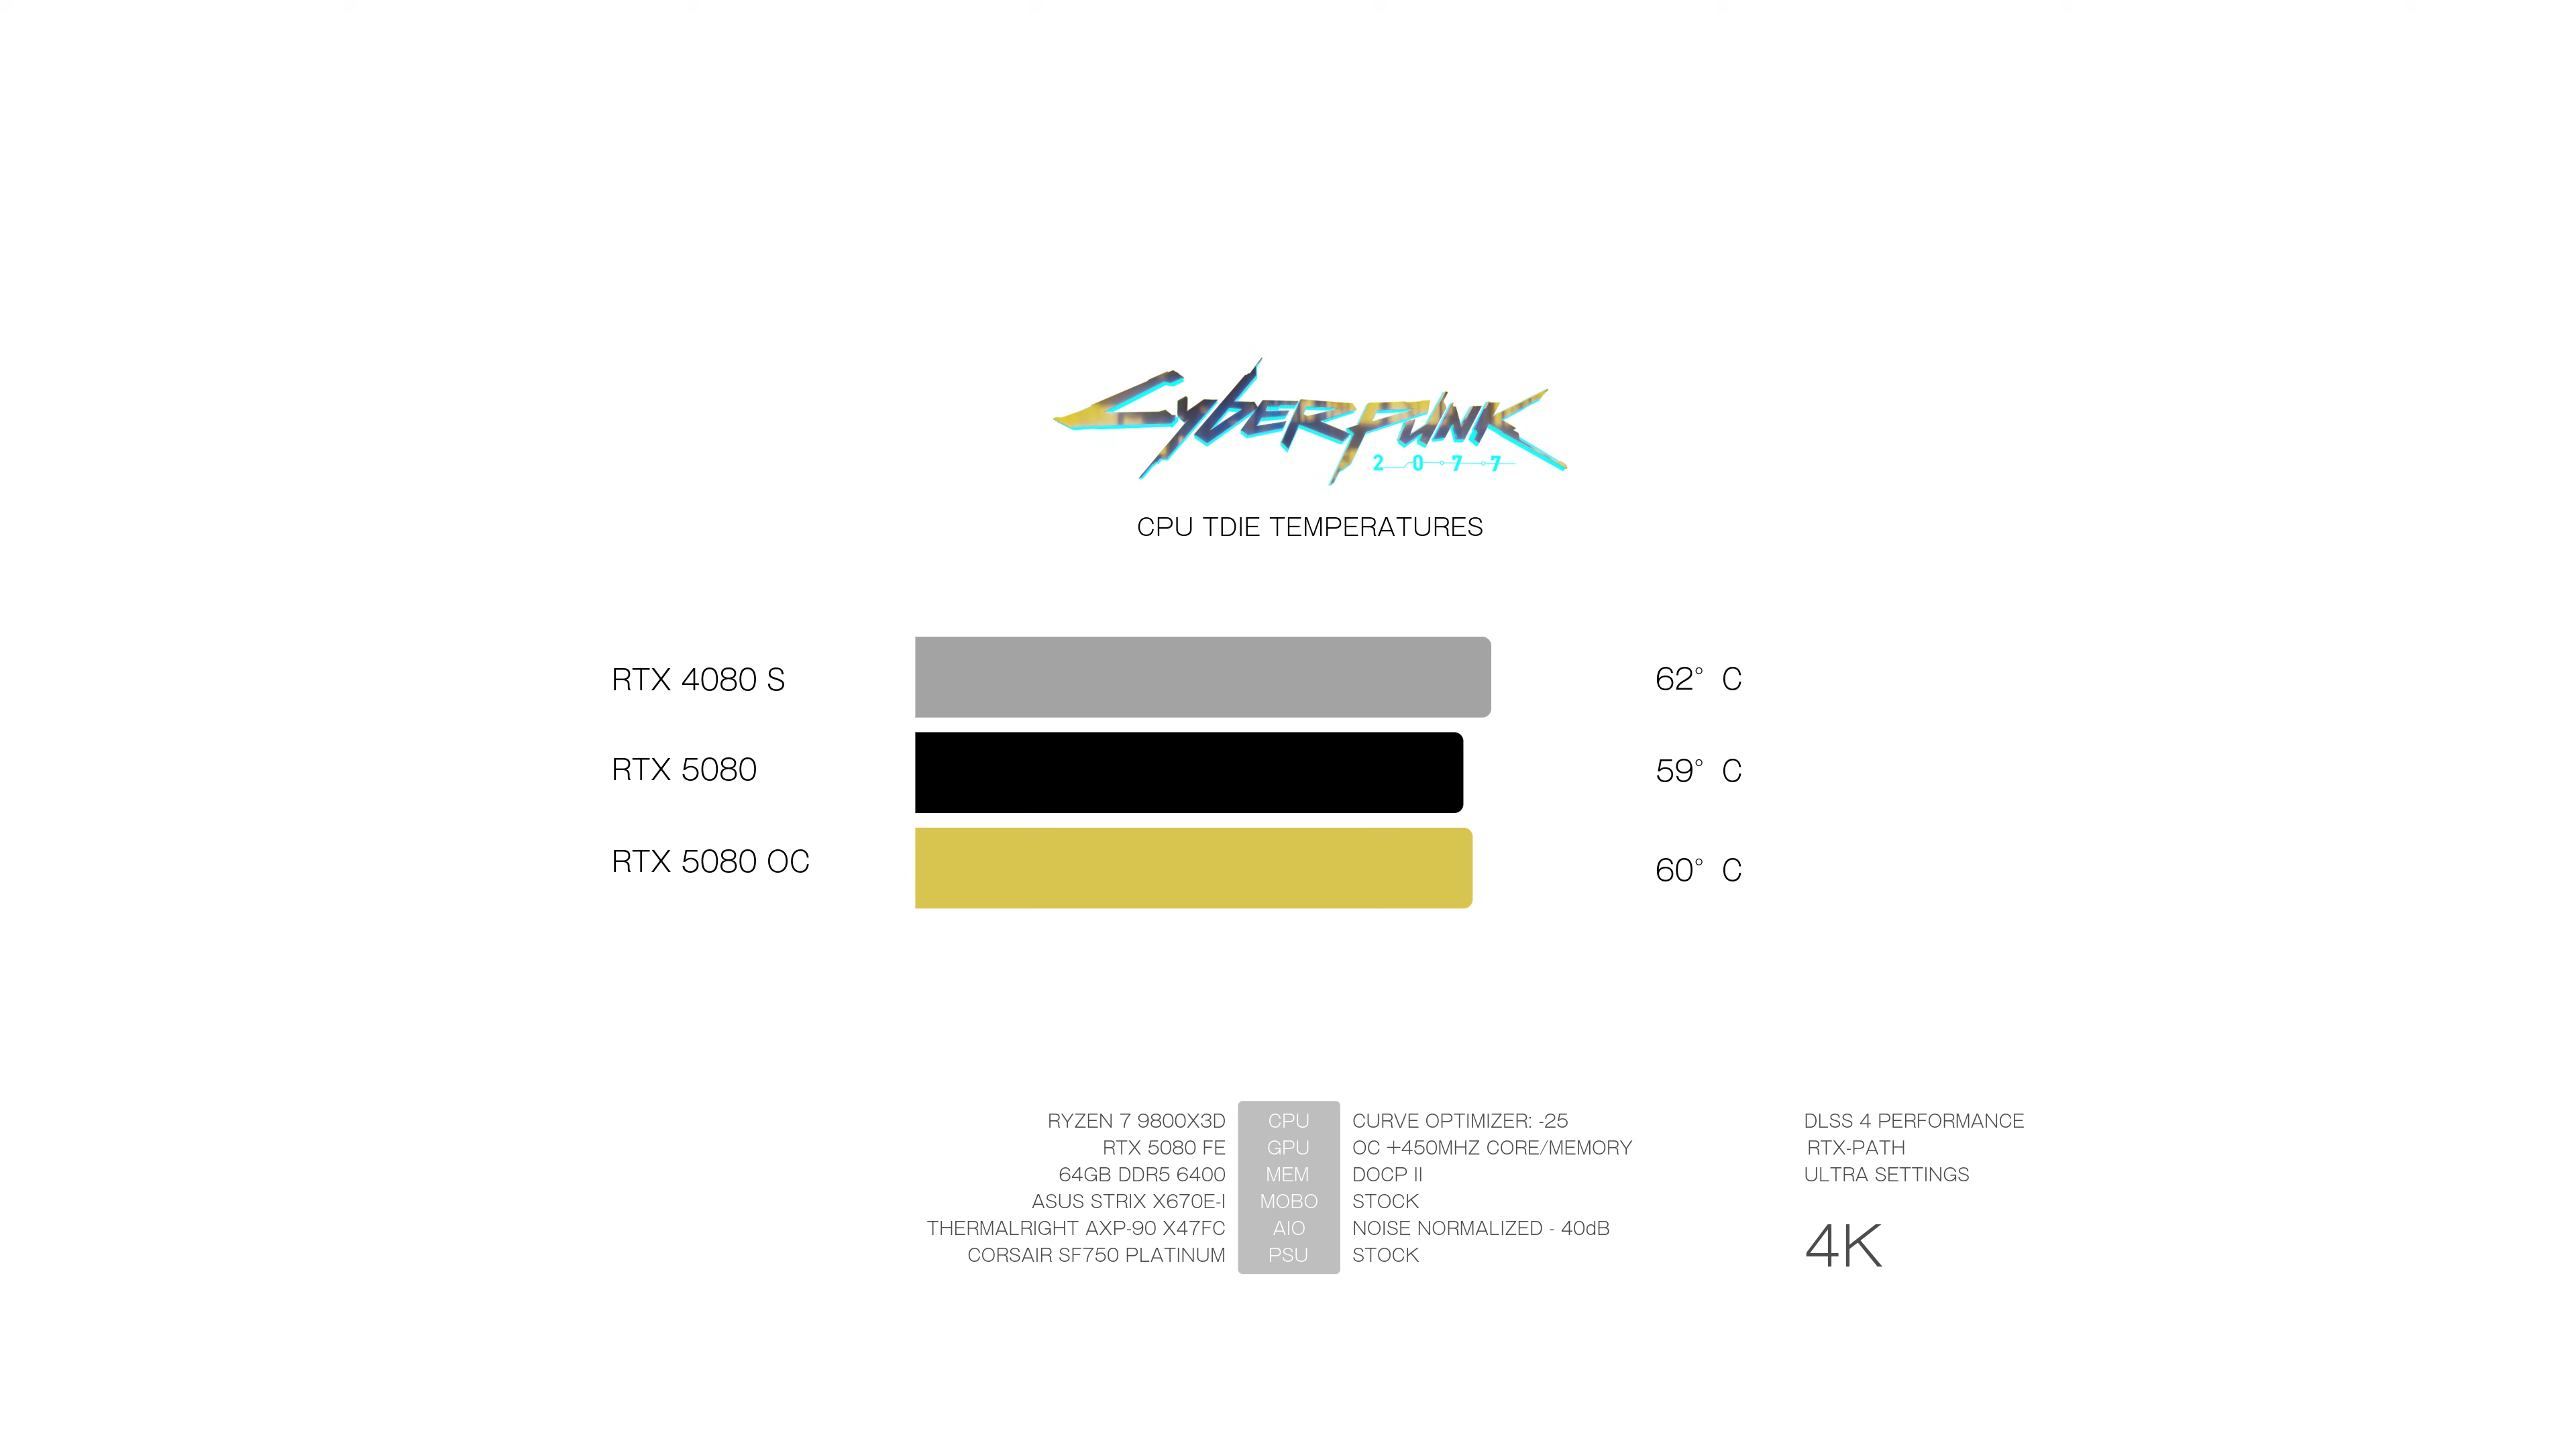 CYBERPUNK
2077
CPU TDIE TEMPERATURES
RTX 4080 S 62° C
RTX 5080 59° C
RTX 5080 OC 60° C
RYZEN 7 9800X3D CPU CURVE OPTIMIZER: -25 DLSS 4 PERFORMANCE
RTX 5080 FE GPU OC +450MHZ CORE/MEMORY RTX-PATH
64GB DDR5 6400 MEM DOCP II ULTRA SETTINGS
ASUS STRIX X670E-I MOBO STOCK
THERMALRIGHT AXP-90 X47FC AIO NOISE NORMALIZED - 40dB
CORSAIR SF750 PLATINUM PSU STOCK
4K